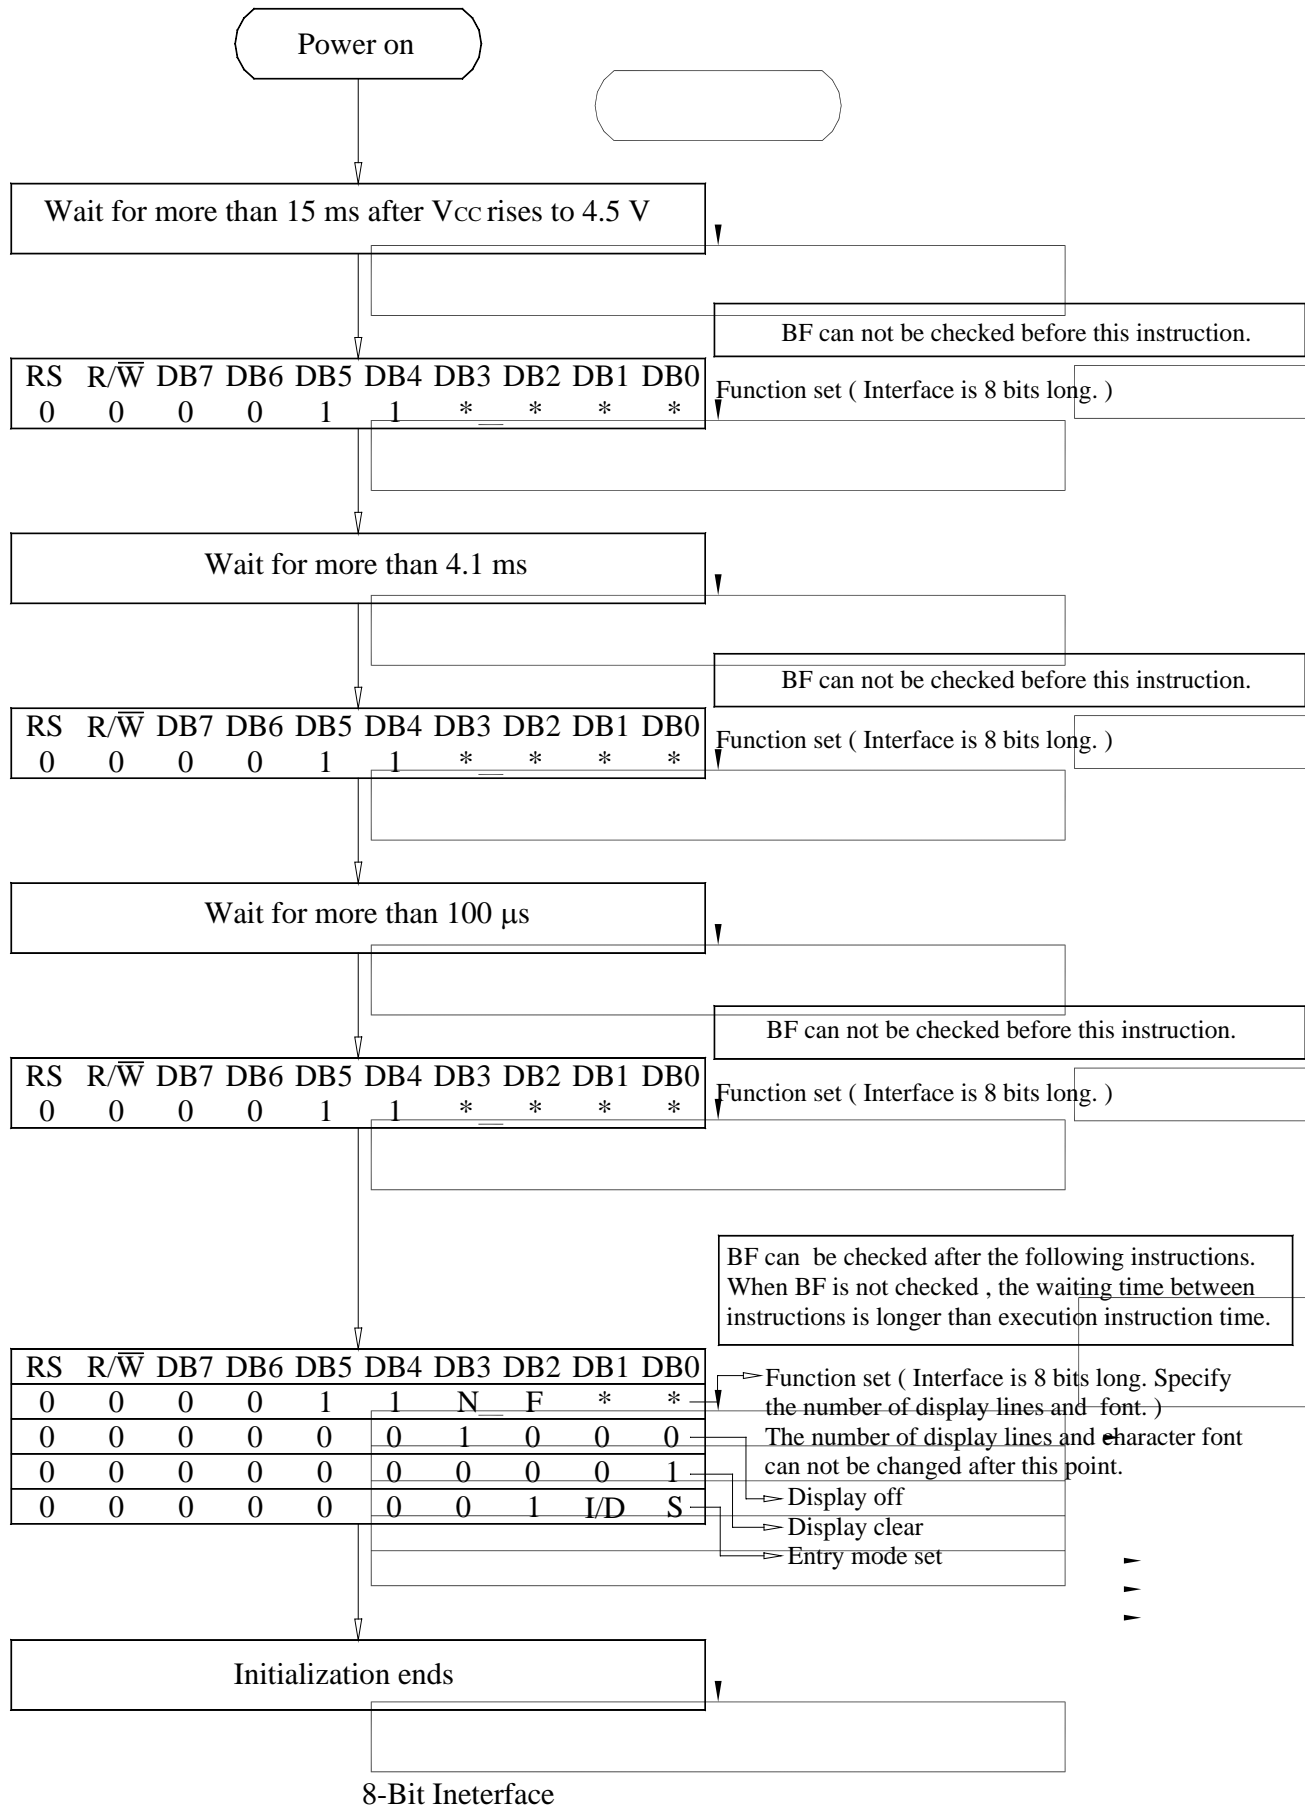 Power on
Wait for more than 15 ms after VCC rises to 4.5 V
BF can not be checked before this instruction.
RS R/W̅ DB7 DB6 DB5 DB4 DB3 DB2 DB1 DB0
0 0 0 0 1 1 * * * *
Function set ( Interface is 8 bits long. )
Wait for more than 4.1 ms
BF can not be checked before this instruction.
RS R/W̅ DB7 DB6 DB5 DB4 DB3 DB2 DB1 DB0
0 0 0 0 1 1 * * * *
Function set ( Interface is 8 bits long. )
Wait for more than 100 µs
BF can not be checked before this instruction.
RS R/W̅ DB7 DB6 DB5 DB4 DB3 DB2 DB1 DB0
0 0 0 0 1 1 * * * *
Function set ( Interface is 8 bits long. )
BF can be checked after the following instructions.
When BF is not checked , the waiting time between
instructions is longer than execution instruction time.
RS R/W̅ DB7 DB6 DB5 DB4 DB3 DB2 DB1 DB0
0 0 0 0 1 1 N F * *
0 0 0 0 0 0 1 0 0 0
0 0 0 0 0 0 0 0 0 1
0 0 0 0 0 0 0 1 I/D S
Function set ( Interface is 8 bits long. Specify
the number of display lines and font. )
The number of display lines and character font
can not be changed after this point.
Display off
Display clear
Entry mode set
Initialization ends
8-Bit Ineterface